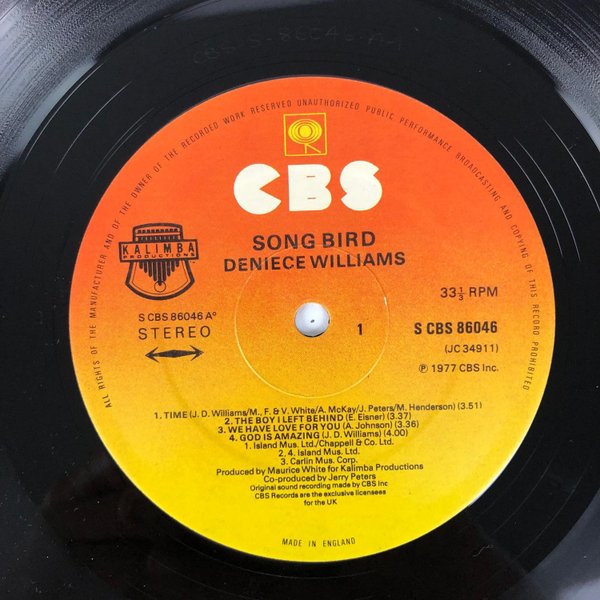 CBS-S-86046-A
ALL RIGHTS OF THE MANUFACTURER AND OF THE OWNER OF THE RECORDED WORK RESERVED UNAUTHORIZED PUBLIC PERFORMANCE BROADCASTING AND COPYING OF THIS RECORD PROHIBITED
CBS
SONG BIRD
DENIECE WILLIAMS
KALIMBA
PRODUCTIONS
33⅓ RPM
S CBS 86046 Aº
STEREO
1
S CBS 86046
(JC 34911)
℗ 1977 CBS Inc.
1. TIME (J. D. Williams/M., F. & V. White/A. McKay/J. Peters/M. Henderson) (3.51)
2. THE BOY I LEFT BEHIND (E. Eisner) (3.37)
3. WE HAVE LOVE FOR YOU (A. Johnson) (3.36)
4. GOD IS AMAZING (J. D. Williams) (4.00)
1. Island Mus. Ltd./Chappell & Co. Ltd.
2. 4. Island Mus. Ltd.
3. Carlin Mus. Corp.
Produced by Maurice White for Kalimba Productions
Co-produced by Jerry Peters
Original sound recording made by CBS Inc
CBS Records are the exclusive licensees
for the UK
MADE IN ENGLAND